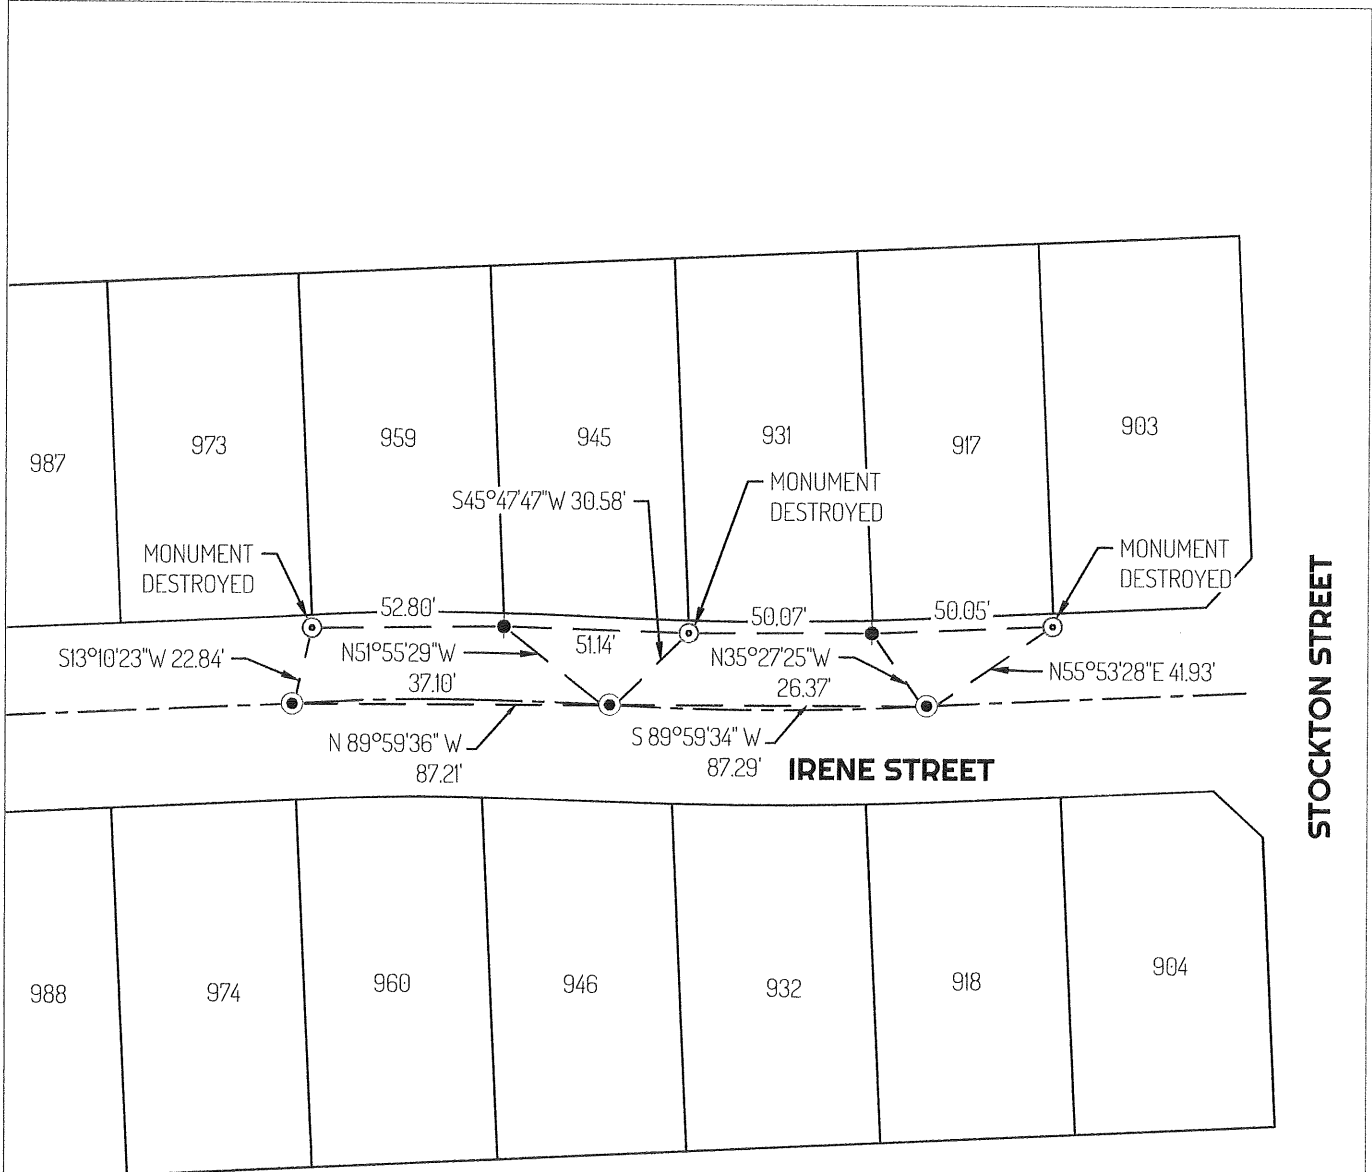 903
931
959
945
973
917
987
MONUMENT
DESTROYED
S45°47'47"W 30.58'
MONUMENT
DESTROYED
MONUMENT
DESTROYED
52.80'
50.07'
50.05'
51.14'
N51°55'29"W
37.10'
N35°27'25"W
26.37'
S13°10'23"W 22.84'
N55°53'28"E 41.93'
N 89°59'36" W
87.21'
S 89°59'34" W
87.29'
IRENE STREET
STOCKTON STREET
988
974
960
946
932
918
904